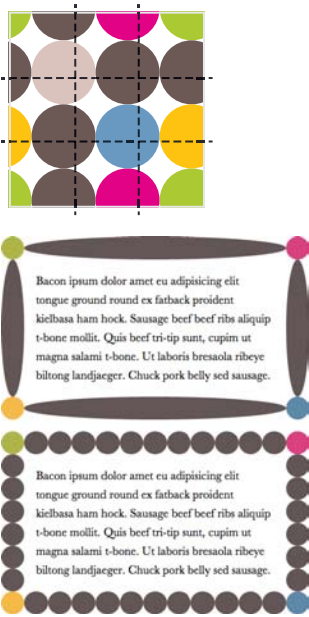 Bacon ipsum dolor amet eu adipisicing elit
tongue ground round ex fatback proident
kielbasa ham hock. Sausage beef beef ribs aliquip
t-bone mollit. Quis beef tri-tip sunt, cupim ut
magna salami t-bone. Ut laboris bresaola ribeye
biltong landjaeger. Chuck pork belly sed sausage.
Bacon ipsum dolor amet eu adipisicing elit
tongue ground round ex fatback proident
kielbasa ham hock. Sausage beef beef ribs aliquip
t-bone mollit. Quis beef tri-tip sunt, cupim ut
magna salami t-bone. Ut laboris bresaola ribeye
biltong landjaeger. Chuck pork belly sed sausage.